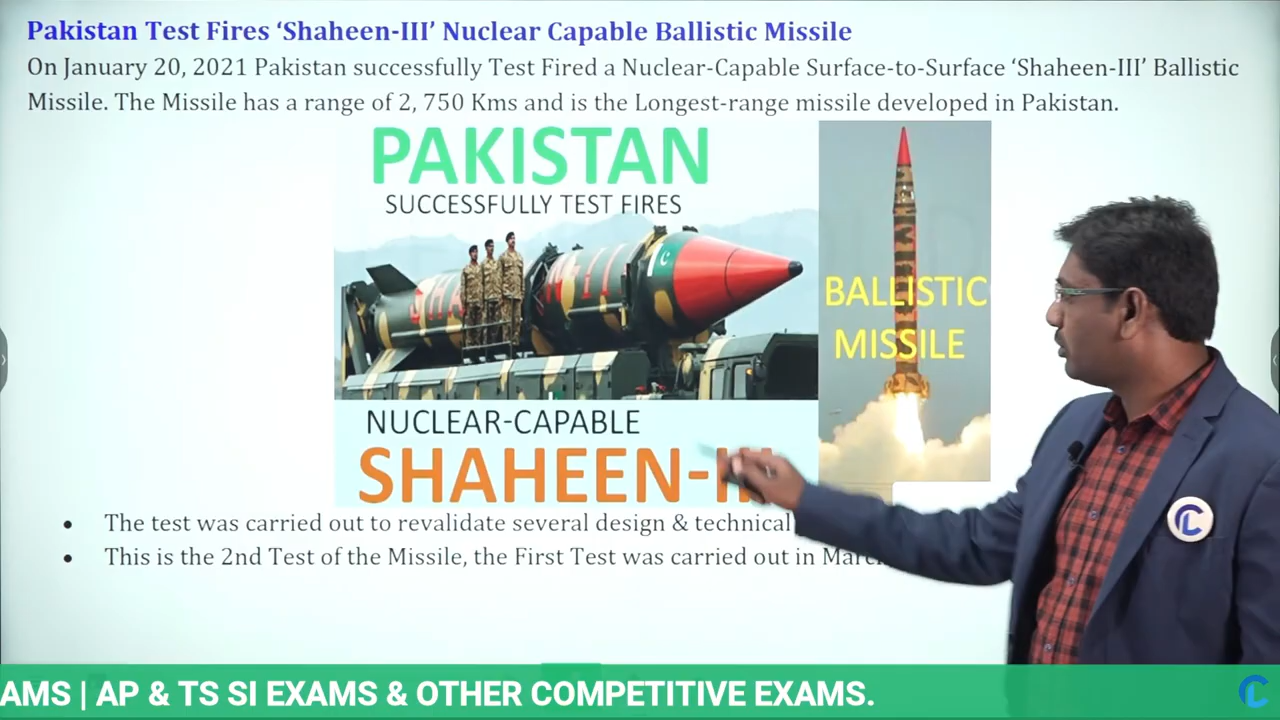 Pakistan Test Fires ‘Shaheen-III’ Nuclear Capable Ballistic Missile
On January 20, 2021 Pakistan successfully Test Fired a Nuclear-Capable Surface-to-Surface ‘Shaheen-III’ Ballistic
Missile. The Missile has a range of 2, 750 Kms and is the Longest-range missile developed in Pakistan.
PAKISTAN
SUCCESSFULLY TEST FIRES
BALLISTIC
MISSILE
NUCLEAR-CAPABLE
SHAHEEN-III
• The test was carried out to revalidate several design & technical
• This is the 2nd Test of the Missile, the First Test was carried out in March
AMS | AP & TS SI EXAMS & OTHER COMPETITIVE EXAMS.